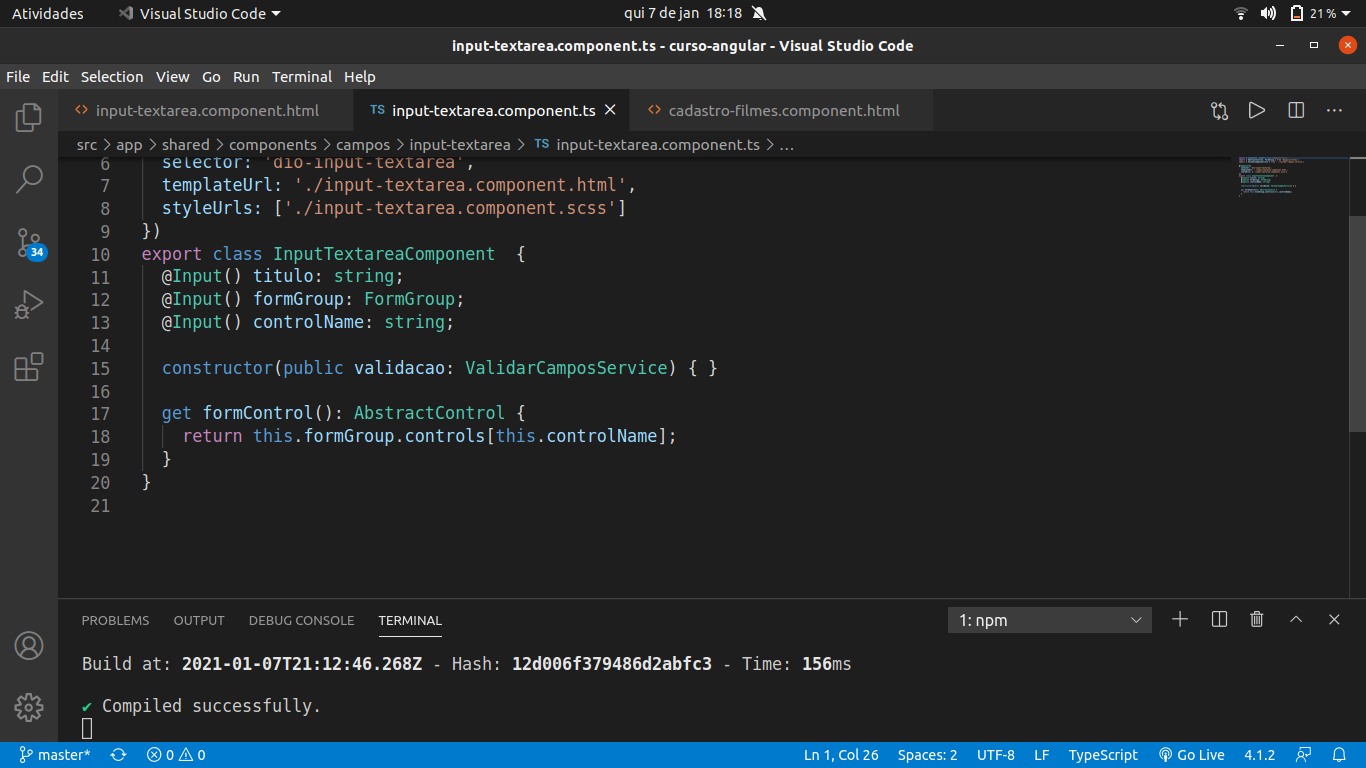 Atividades
Visual Studio Code
qui 7 de jan 18:18
21 %
input-textarea.component.ts - curso-angular - Visual Studio Code
File Edit Selection View Go Run Terminal Help
<> input-textarea.component.html
TS input-textarea.component.ts
<> cadastro-filmes.component.html
src > app > shared > components > campos > input-textarea > TS input-textarea.component.ts > ...
6 selector: 'dio-input-textarea',
7 templateUrl: './input-textarea.component.html',
8 styleUrls: ['./input-textarea.component.scss']
9 })
10 export class InputTextareaComponent  {
11 @Input() titulo: string;
12 @Input() formGroup: FormGroup;
13 @Input() controlName: string;
14
15 constructor(public validacao: ValidarCamposService) { }
16
17 get formControl(): AbstractControl {
18 return this.formGroup.controls[this.controlName];
19 }
20 }
21
34
PROBLEMS OUTPUT DEBUG CONSOLE TERMINAL
1: npm
Build at: 2021-01-07T21:12:46.268Z - Hash: 12d006f379486d2abfc3 - Time: 156ms
✔ Compiled successfully.
master* 0 0 Ln 1, Col 26 Spaces: 2 UTF-8 LF TypeScript Go Live 4.1.2